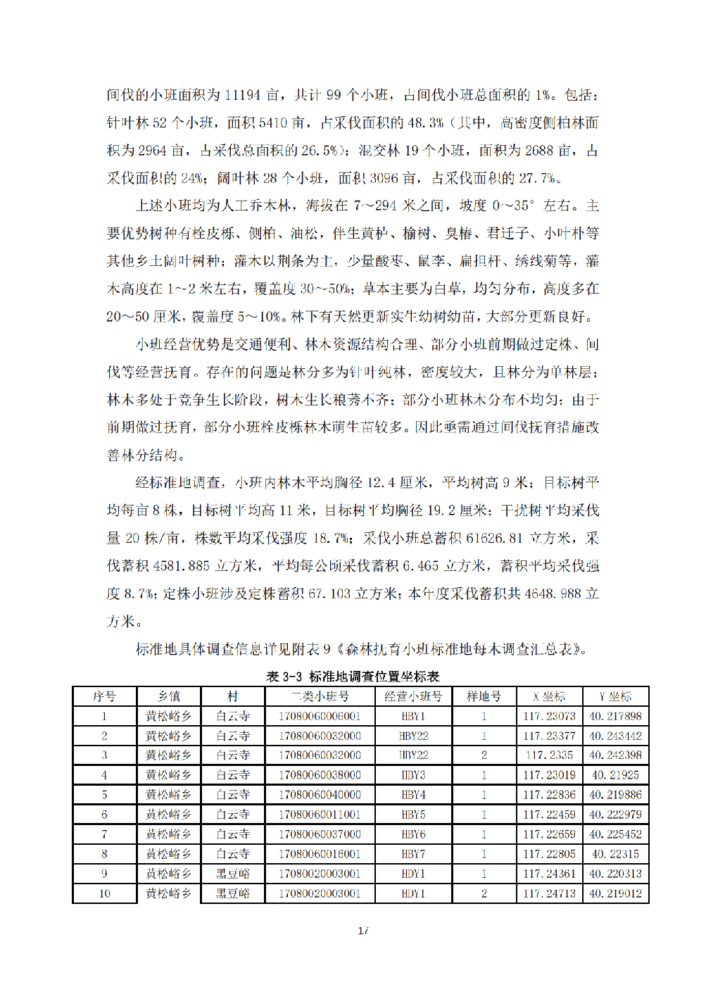 间伐的小班面积为 11194 亩，共计 99 个小班，占间伐小班总面积的 1%。包括：
针叶林 52 个小班，面积 5410 亩，占采伐面积的 48.3%（其中，高密度侧柏林面
积为 2964 亩，占采伐总面积的 26.5%）；混交林 19 个小班，面积为 2688 亩，占
采伐面积的 24%；阔叶林 28 个小班，面积 3096 亩，占采伐面积的 27.7%。
上述小班均为人工乔木林，海拔在 7～294 米之间，坡度 0～35° 左右。主
要优势树种有栓皮栎、侧柏、油松，伴生黄栌、榆树、臭椿、君迁子、小叶朴等
其他乡土阔叶树种；灌木以荆条为主，少量酸枣、鼠李、扁担杆、绣线菊等，灌
木高度在 1～2 米左右，覆盖度 30～50%；草本主要为白草，均匀分布，高度多在
20～50 厘米，覆盖度 5～10%。林下有天然更新实生幼树幼苗，大部分更新良好。
小班经营优势是交通便利、林木资源结构合理、部分小班前期做过定株、间
伐等经营抚育。存在的问题是林分多为针叶纯林，密度较大，且林分为单林层；
林木多处于竞争生长阶段，树木生长稂莠不齐；部分小班林木分布不均匀；由于
前期做过抚育，部分小班栓皮栎林木萌生苗较多。因此亟需通过间伐抚育措施改
善林分结构。
经标准地调查，小班内林木平均胸径 12.4 厘米，平均树高 9 米；目标树平
均每亩 8 株，目标树平均高 11 米，目标树平均胸径 19.2 厘米；干扰树平均采伐
量 20 株/亩，株数平均采伐强度 18.7%；采伐小班总蓄积 61626.81 立方米，采
伐蓄积 4581.885 立方米，平均每公顷采伐蓄积 6.465 立方米，蓄积平均采伐强
度 8.7%；定株小班涉及定株蓄积 67.103 立方米；本年度采伐蓄积共 4648.988 立
方米。
标准地具体调查信息详见附表 9《森林抚育小班标准地每木调查汇总表》。
表 3-3 标准地调查位置坐标表
序号 乡镇 村 二类小班号 经营小班号 样地号 X 坐标 Y 坐标
1 黄松峪乡 白云寺 17080060006001 HBY1 1 117.23073 40.217898
2 黄松峪乡 白云寺 17080060032000 HBY22 1 117.23377 40.243442
3 黄松峪乡 白云寺 17080060032000 HBY22 2 117.2335 40.242398
4 黄松峪乡 白云寺 17080060038000 HBY3 1 117.23019 40.21925
5 黄松峪乡 白云寺 17080060040000 HBY4 1 117.22836 40.219886
6 黄松峪乡 白云寺 17080060011001 HBY5 1 117.22459 40.222979
7 黄松峪乡 白云寺 17080060037000 HBY6 1 117.22659 40.225452
8 黄松峪乡 白云寺 17080060016001 HBY7 1 117.22805 40.22315
9 黄松峪乡 黑豆峪 17080020003001 HDY1 1 117.24361 40.220313
10 黄松峪乡 黑豆峪 17080020003001 HDY1 2 117.24713 40.219012
17